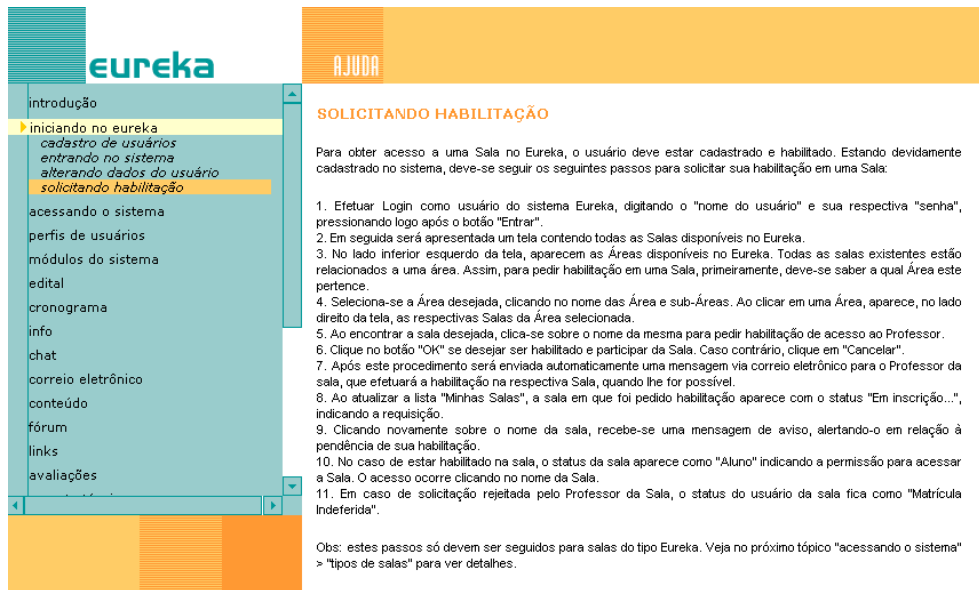 eureka
AJUDA
introdução
iniciando no eureka
cadastro de usuários
entrando no sistema
alterando dados do usuário
solicitando habilitação
acessando o sistema
perfis de usuários
módulos do sistema
edital
cronograma
info
chat
correio eletrônico
conteúdo
fórum
links
avaliações
SOLICITANDO HABILITAÇÃO
Para obter acesso a uma Sala no Eureka, o usuário deve estar cadastrado e habilitado. Estando devidamente
cadastrado no sistema, deve-se seguir os seguintes passos para solicitar sua habilitação em uma Sala:
1. Efetuar Login como usuário do sistema Eureka, digitando o "nome do usuário" e sua respectiva "senha",
pressionando logo após o botão "Entrar".
2. Em seguida será apresentada um tela contendo todas as Salas disponíveis no Eureka.
3. No lado inferior esquerdo da tela, aparecem as Áreas disponíveis no Eureka. Todas as salas existentes estão
relacionados a uma área. Assim, para pedir habilitação em uma Sala, primeiramente, deve-se saber a qual Área este
pertence.
4. Seleciona-se a Área desejada, clicando no nome das Área e sub-Áreas. Ao clicar em uma Área, aparece, no lado
direito da tela, as respectivas Salas da Área selecionada.
5. Ao encontrar a sala desejada, clica-se sobre o nome da mesma para pedir habilitação de acesso ao Professor.
6. Clique no botão "OK" se desejar ser habilitado e participar da Sala. Caso contrário, clique em "Cancelar".
7. Após este procedimento será enviada automaticamente uma mensagem via correio eletrônico para o Professor da
sala, que efetuará a habilitação na respectiva Sala, quando lhe for possível.
8. Ao atualizar a lista "Minhas Salas", a sala em que foi pedido habilitação aparece com o status "Em inscrição...",
indicando a requisição.
9. Clicando novamente sobre o nome da sala, recebe-se uma mensagem de aviso, alertando-o em relação à
pendência de sua habilitação.
10. No caso de estar habilitado na sala, o status da sala aparece como "Aluno" indicando a permissão para acessar
a Sala. O acesso ocorre clicando no nome da Sala.
11. Em caso de solicitação rejeitada pelo Professor da Sala, o status do usuário da sala fica como "Matrícula
Indeferida".
Obs: estes passos só devem ser seguidos para salas do tipo Eureka. Veja no próximo tópico "acessando o sistema"
> "tipos de salas" para ver detalhes.